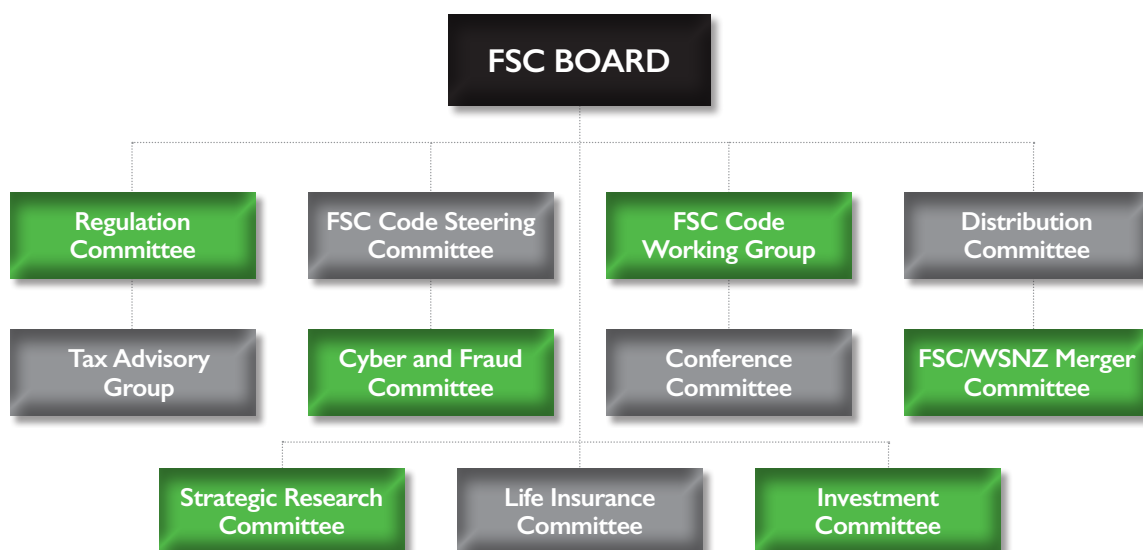 FSC BOARD
Regulation
Committee
FSC Code Steering
Committee
FSC Code
Working Group
Distribution
Committee
Tax Advisory
Group
Cyber and Fraud
Committee
Conference
Committee
FSC/WSNZ Merger
Committee
Strategic Research
Committee
Life Insurance
Committee
Investment
Committee